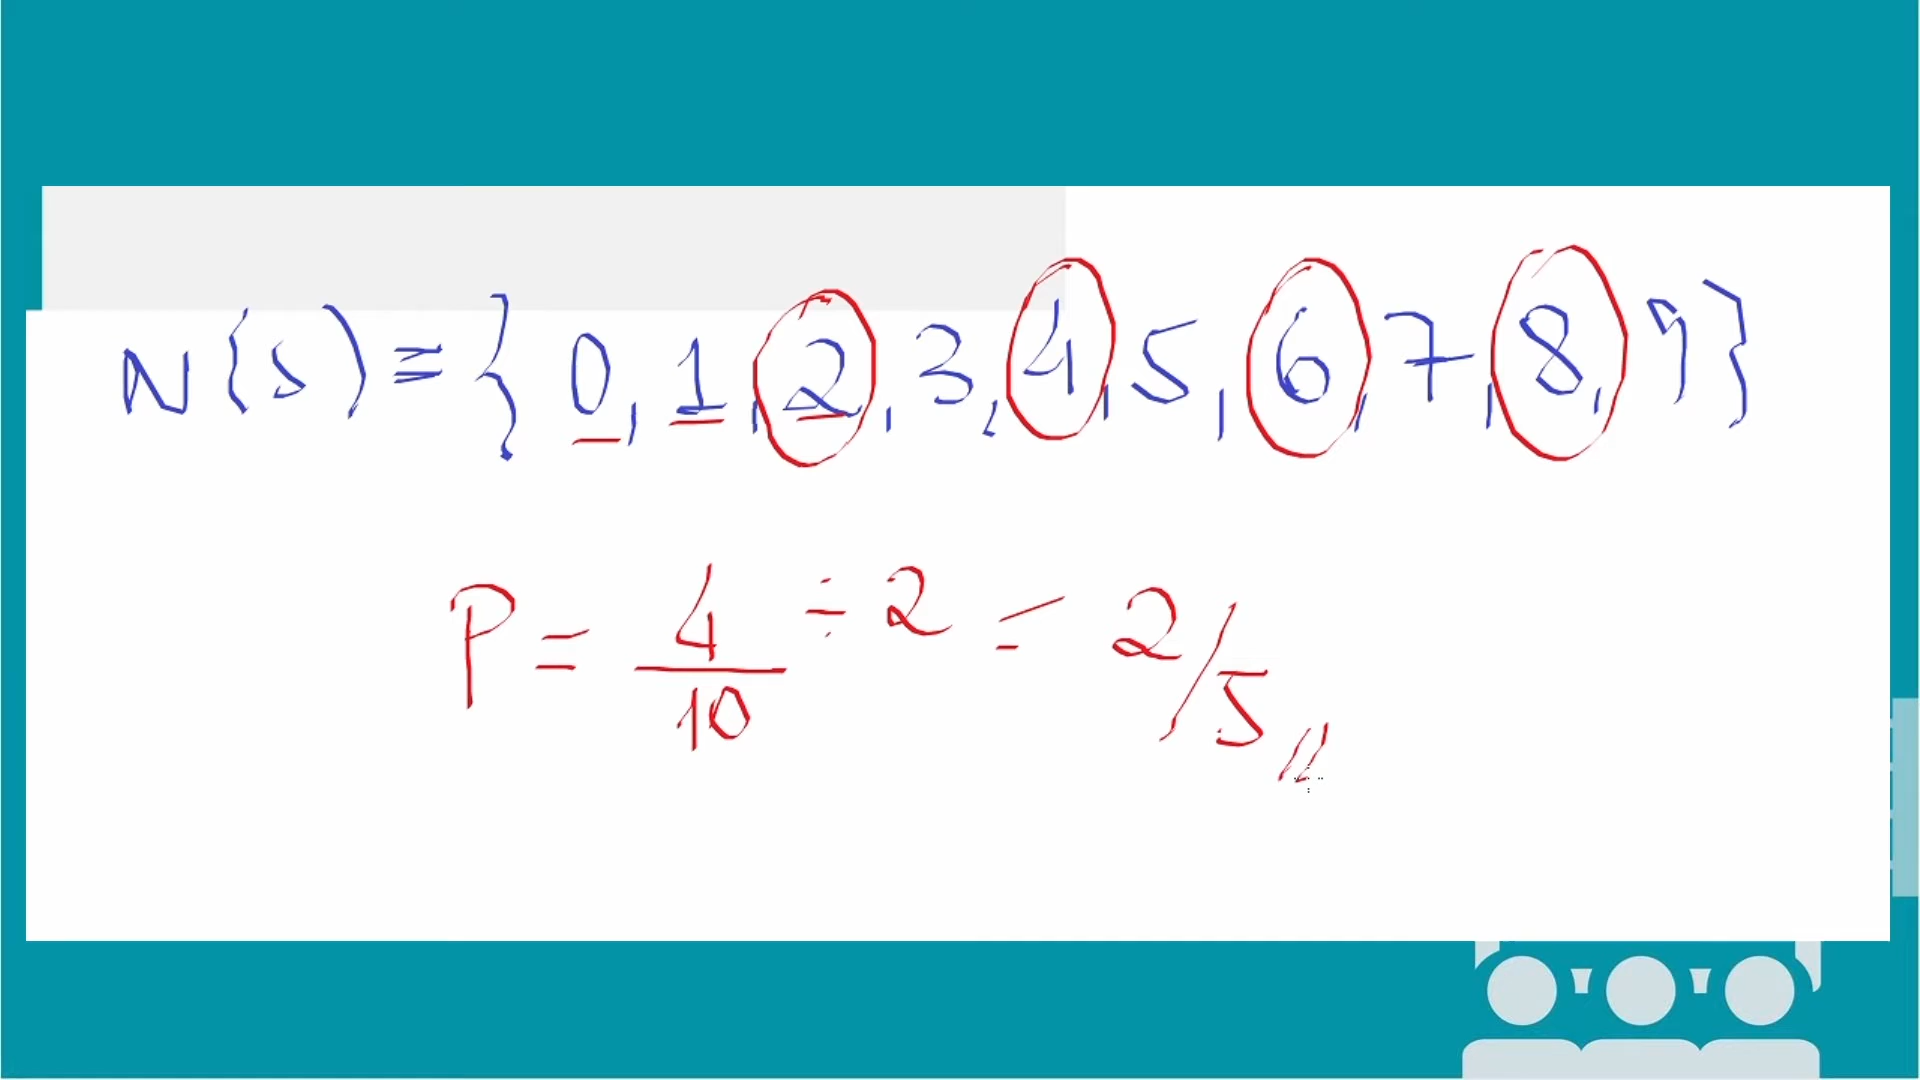 N(s) = {0, 1, 2, 3, 4, 5, 6, 7, 8, 9}
P = 4/10 ÷ 2 = 2/5